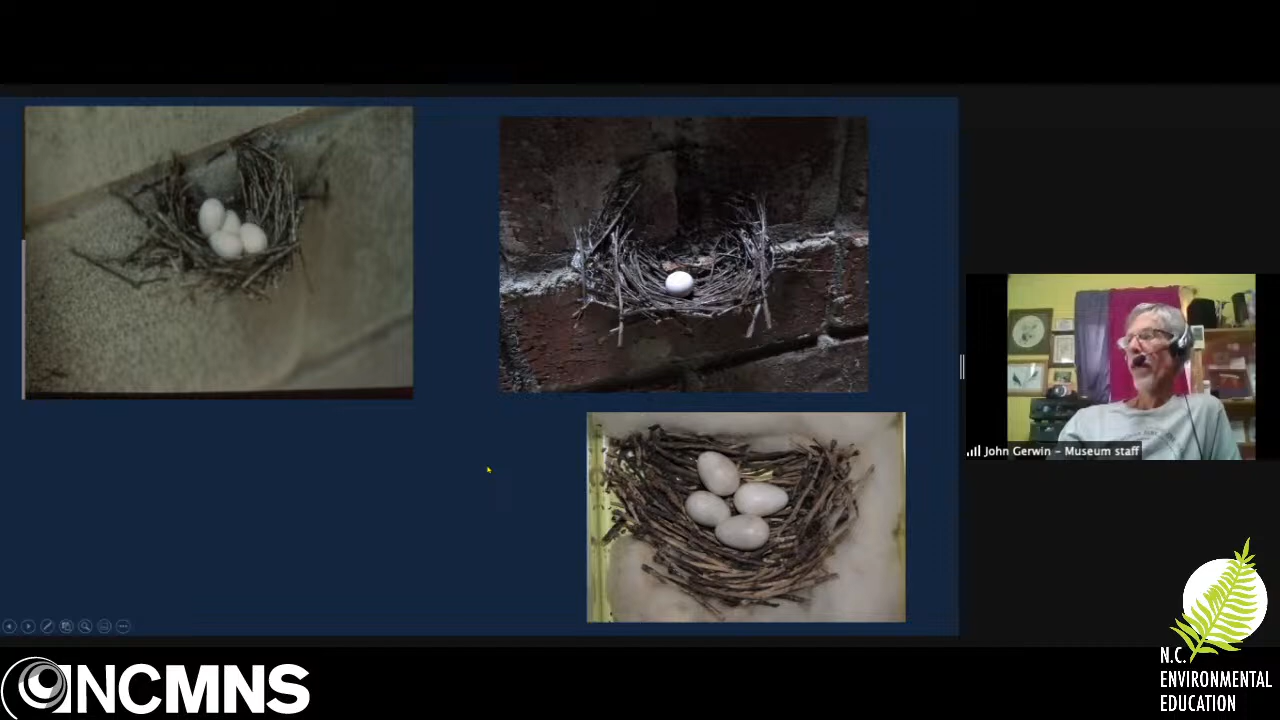 John Gerwin - Museum staff
NCMNS
N.C.
ENVIRONMENTAL
EDUCATION